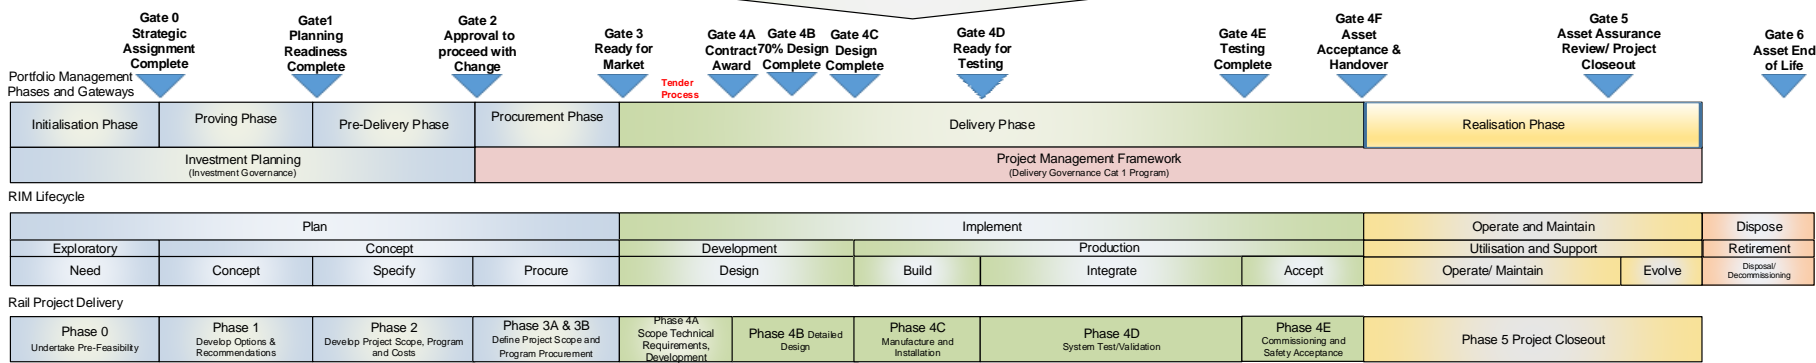 Gate 0
Strategic
Assignment
Complete
Gate1
Planning
Readiness
Complete
Gate 2
Approval to
proceed with
Change
Gate 3
Ready for
Market
Gate 4A
Contract
Award
Gate 4B
70% Design
Complete
Gate 4C
Design
Complete
Gate 4D
Ready for
Testing
Gate 4E
Testing
Complete
Gate 4F
Asset
Acceptance &
Handover
Gate 5
Asset Assurance
Review/ Project
Closeout
Gate 6
Asset End
of Life
Portfolio Management
Phases and Gateways
Tender
Process
Initialisation Phase
Proving Phase
Pre-Delivery Phase
Procurement Phase
Delivery Phase
Realisation Phase
Investment Planning
(Investment Governance)
Project Management Framework
(Delivery Governance Cat 1 Program)
RIM Lifecycle
Plan
Implement
Operate and Maintain
Dispose
Exploratory
Concept
Development
Production
Utilisation and Support
Retirement
Need
Concept
Specify
Procure
Design
Build
Integrate
Accept
Operate/ Maintain
Evolve
Disposal/
Decommissioning
Rail Project Delivery
Phase 0
Undertake Pre-Feasibility
Phase 1
Develop Options &
Recommendations
Phase 2
Develop Project Scope, Program
and Costs
Phase 3A & 3B
Define Project Scope and
Program Procurement
Phase 4A
Scope Technical
Requirements,
Development
Phase 4B Detailed
Design
Phase 4C
Manufacture and
Installation
Phase 4D
System Test/Validation
Phase 4E
Commissioning and
Safety Acceptance
Phase 5 Project Closeout